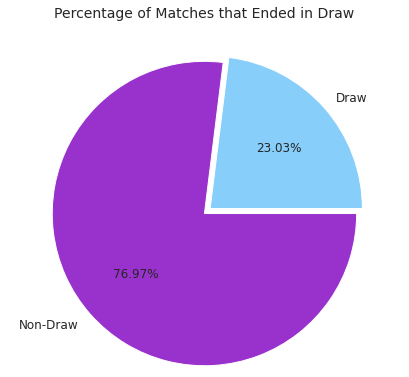 Percentage of Matches that Ended in Draw
Draw
23.03%
76.97%
Non-Draw